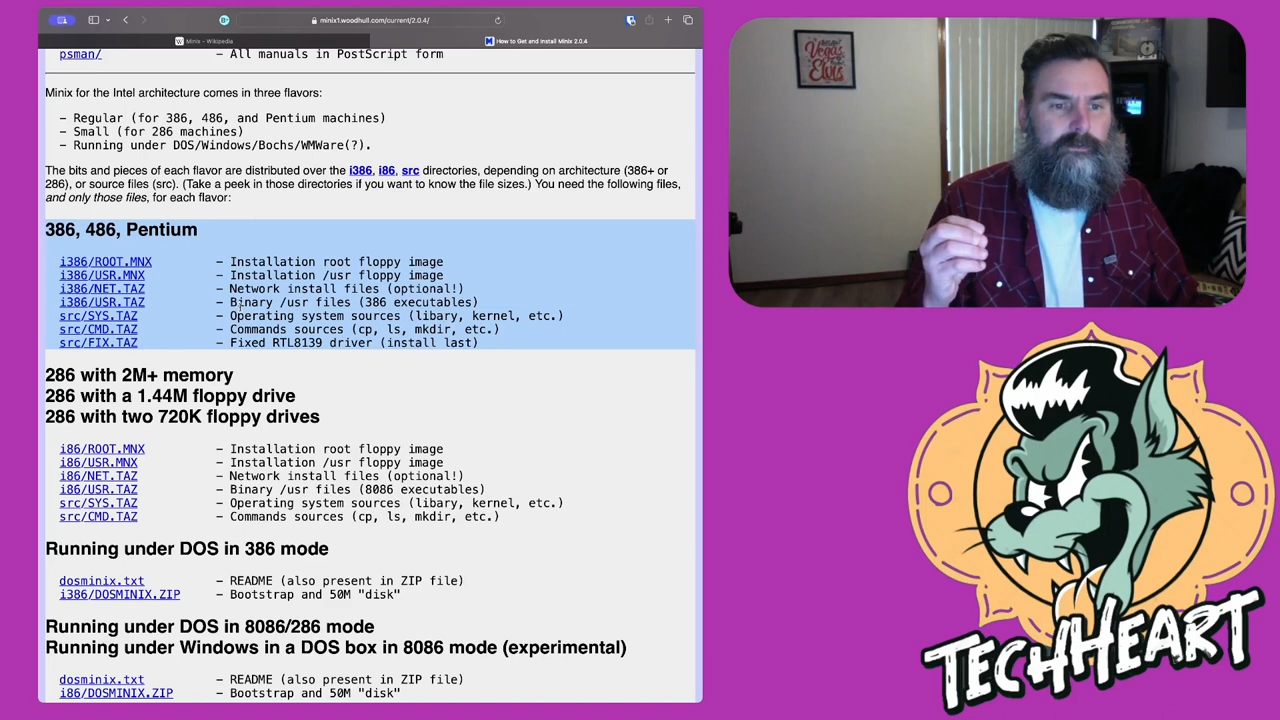 minix1.woodhull.com/current/2.0.4/
Minix - Wikipedia
How to Get and Install Minix 2.0.4
psman/ – All manuals in PostScript form
Minix for the Intel architecture comes in three flavors:
– Regular (for 386, 486, and Pentium machines)
– Small (for 286 machines)
– Running under DOS/Windows/Bochs/WMWare(?).
The bits and pieces of each flavor are distributed over the i386, i86, src directories, depending on architecture (386+ or
286), or source files (src). (Take a peek in those directories if you want to know the file sizes.) You need the following files,
and only those files, for each flavor:
386, 486, Pentium
i386/ROOT.MNX – Installation root floppy image
i386/USR.MNX – Installation /usr floppy image
i386/NET.TAZ – Network install files (optional!)
i386/USR.TAZ – Binary /usr files (386 executables)
src/SYS.TAZ – Operating system sources (libary, kernel, etc.)
src/CMD.TAZ – Commands sources (cp, ls, mkdir, etc.)
src/FIX.TAZ – Fixed RTL8139 driver (install last)
286 with 2M+ memory
286 with a 1.44M floppy drive
286 with two 720K floppy drives
i86/ROOT.MNX – Installation root floppy image
i86/USR.MNX – Installation /usr floppy image
i86/NET.TAZ – Network install files (optional!)
i86/USR.TAZ – Binary /usr files (8086 executables)
src/SYS.TAZ – Operating system sources (libary, kernel, etc.)
src/CMD.TAZ – Commands sources (cp, ls, mkdir, etc.)
Running under DOS in 386 mode
dosminix.txt – README (also present in ZIP file)
i386/DOSMINIX.ZIP – Bootstrap and 50M "disk"
Running under DOS in 8086/286 mode
Running under Windows in a DOS box in 8086 mode (experimental)
dosminix.txt – README (also present in ZIP file)
i86/DOSMINIX.ZIP – Bootstrap and 50M "disk"
Vegas
Elvis
TECHHEART